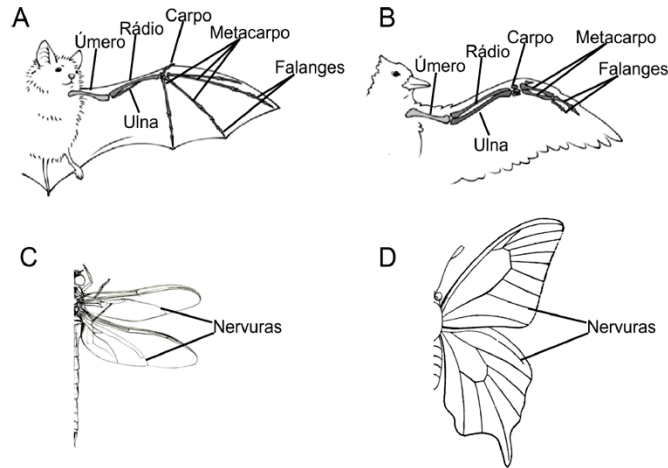 A
Úmero
Rádio
Carpo
Metacarpo
Falanges
Ulna
B
Úmero
Rádio
Carpo
Metacarpo
Falanges
Ulna
C
Nervuras
D
Nervuras